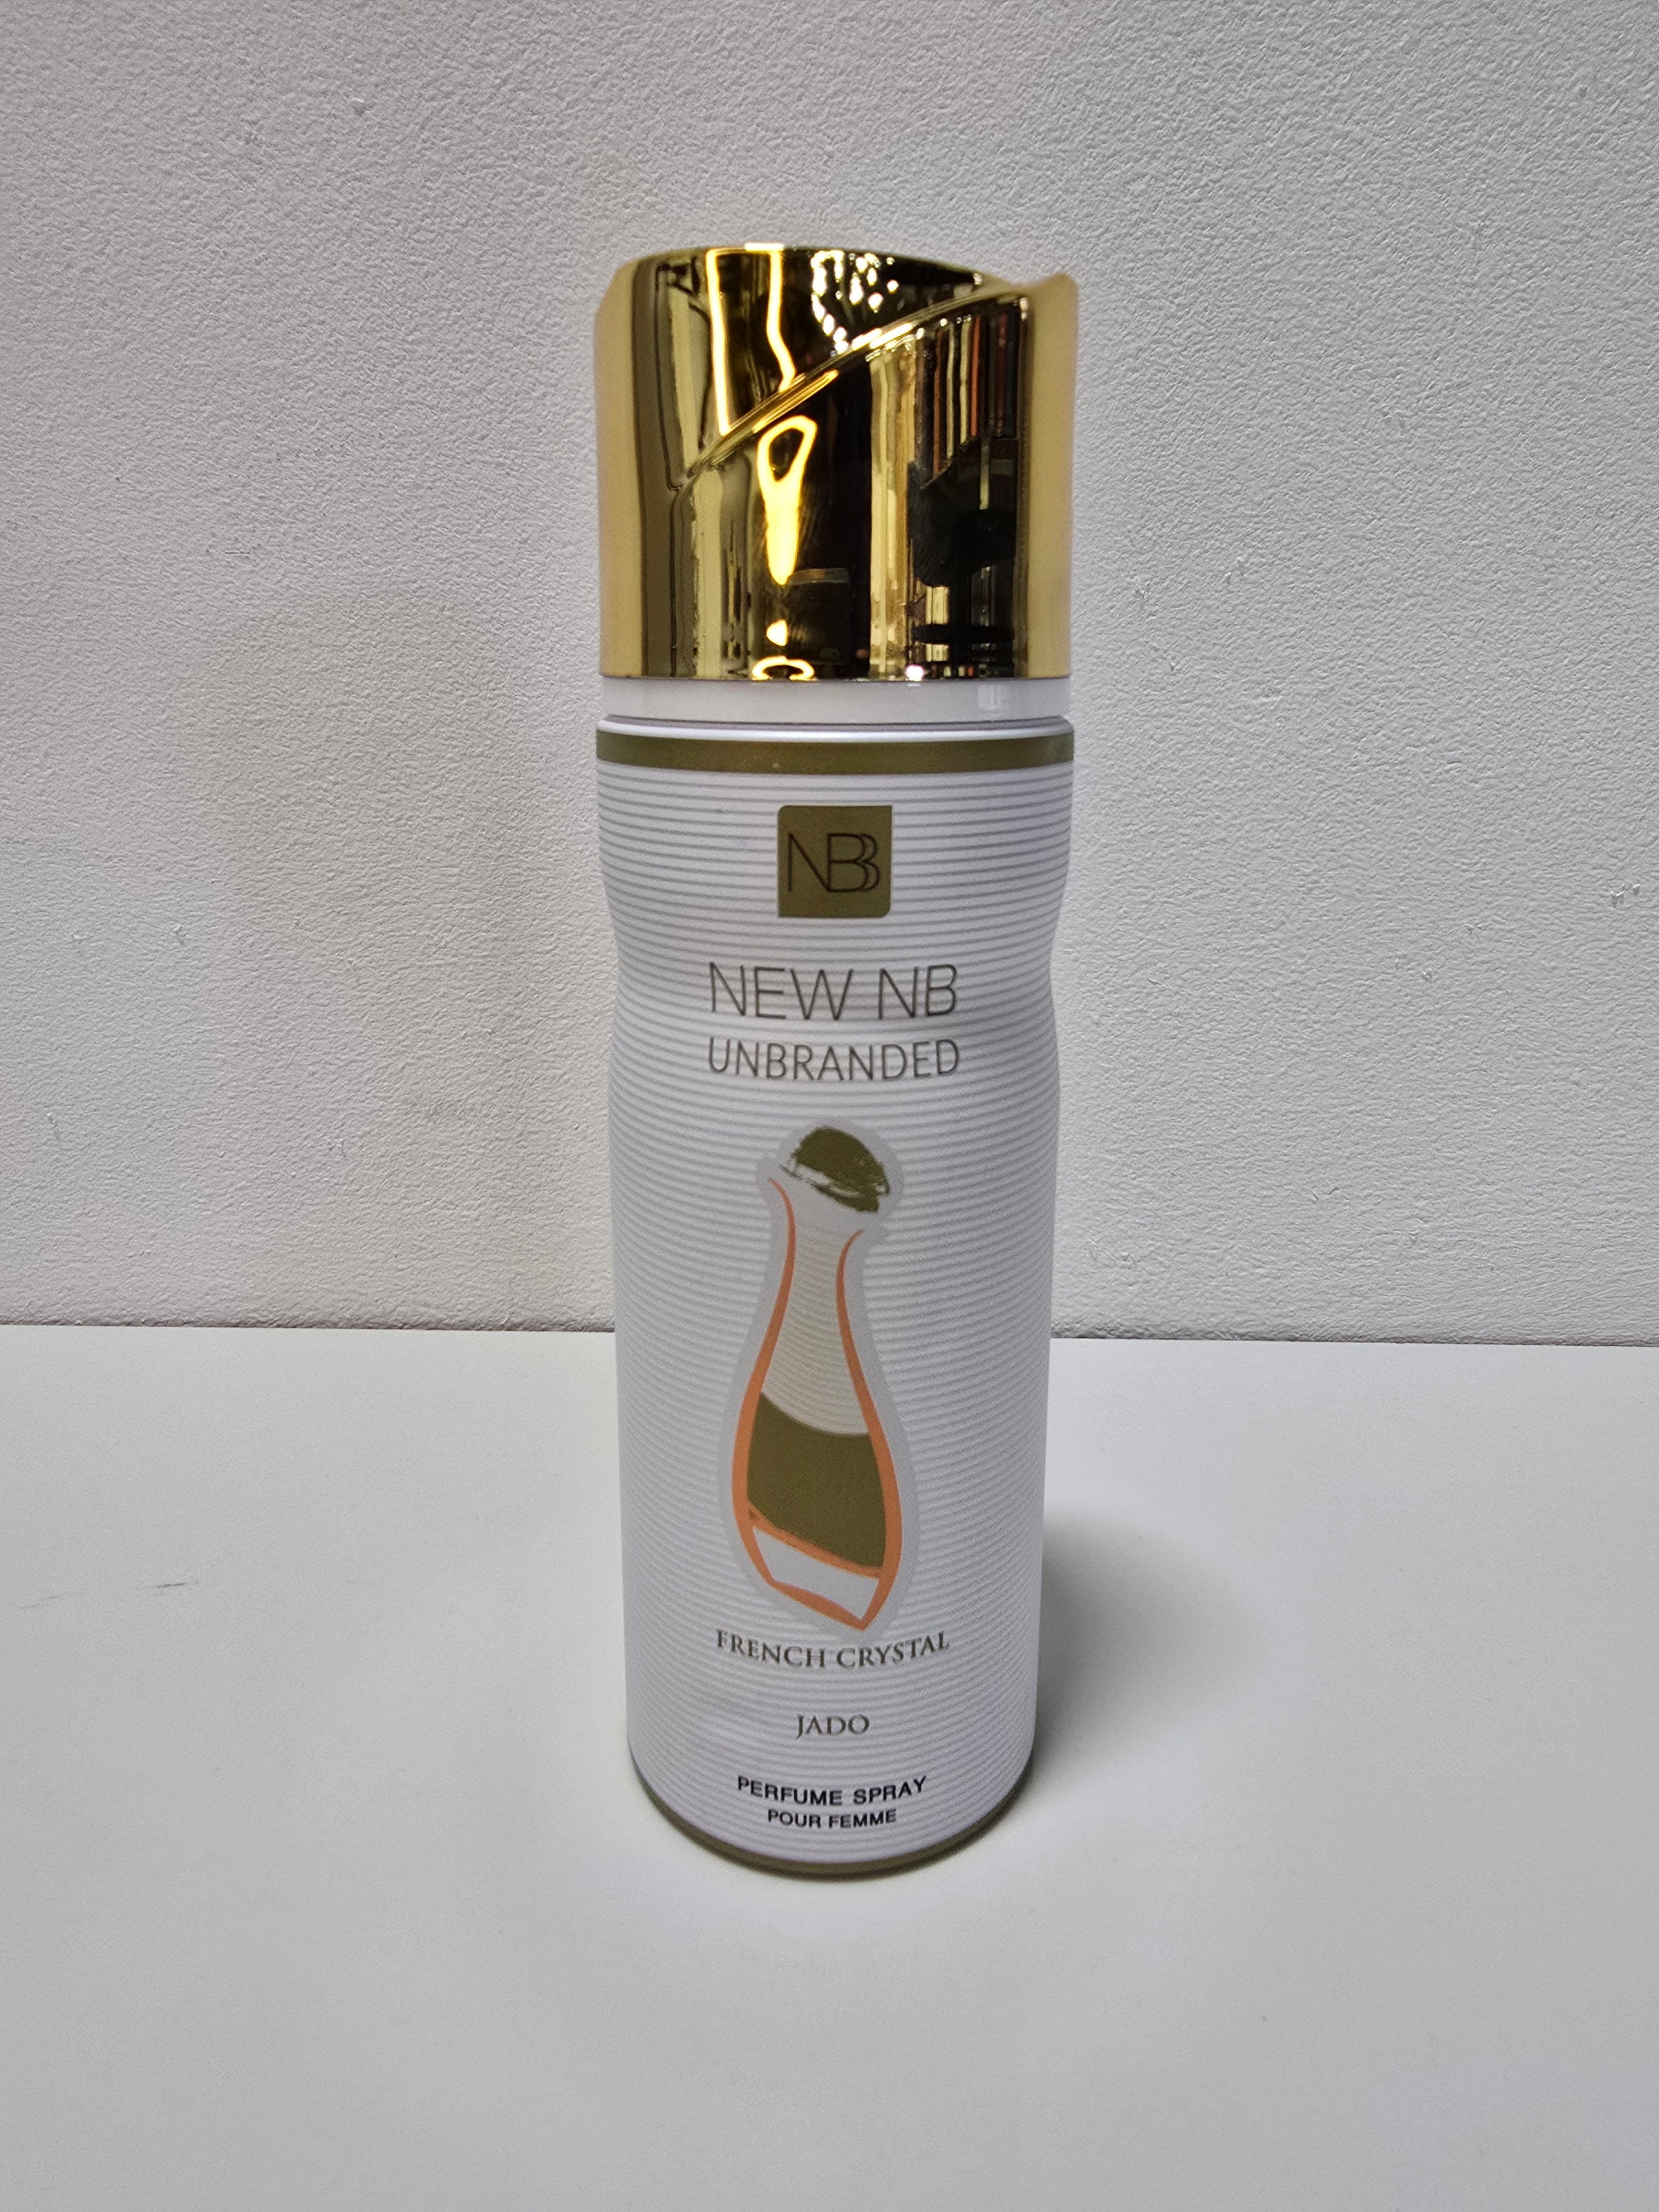 NB
NEW NB
UNBRANDED
FRENCH CRYSTAL
JADO
PERFUME SPRAY
POUR FEMME